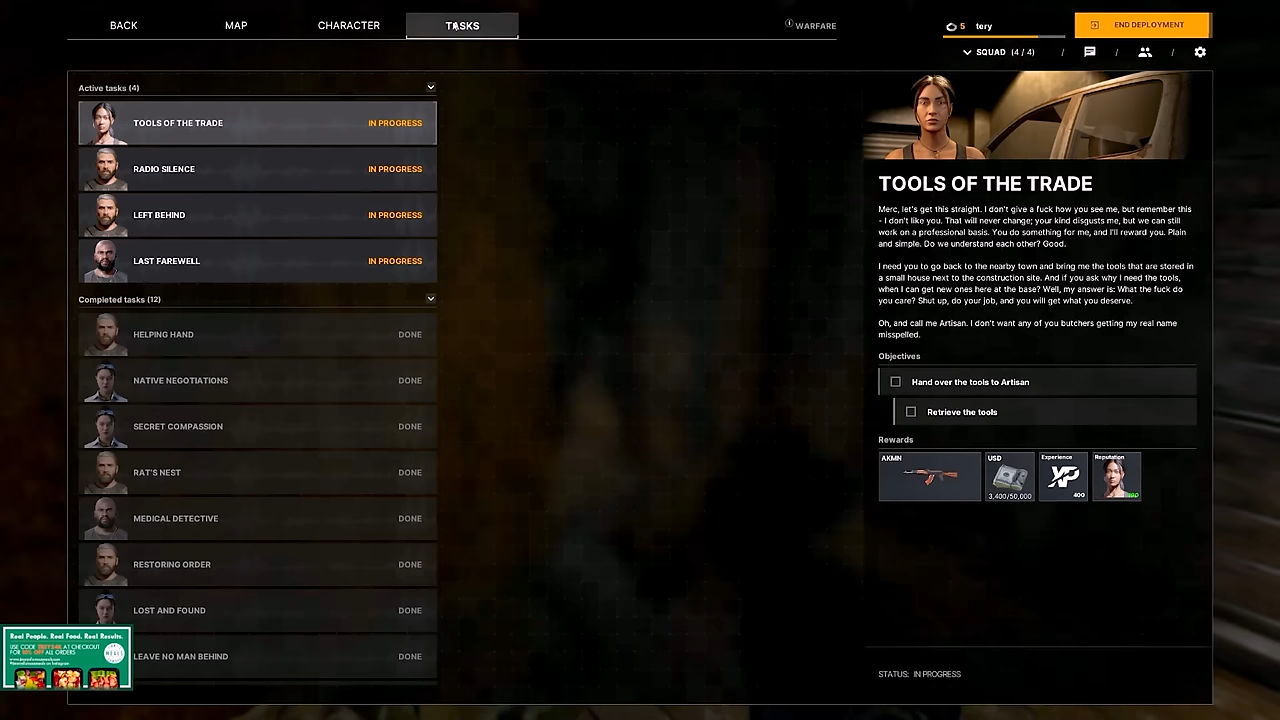 BACK
MAP
CHARACTER
TASKS
WARFARE
5 tery
END DEPLOYMENT
SQUAD (4 / 4)
/
/
/
Active tasks (4)
TOOLS OF THE TRADE
IN PROGRESS
RADIO SILENCE
IN PROGRESS
LEFT BEHIND
IN PROGRESS
LAST FAREWELL
IN PROGRESS
Completed tasks (12)
HELPING HAND
DONE
NATIVE NEGOTIATIONS
DONE
SECRET COMPASSION
DONE
RAT'S NEST
DONE
MEDICAL DETECTIVE
DONE
RESTORING ORDER
DONE
LOST AND FOUND
DONE
LEAVE NO MAN BEHIND
DONE
TOOLS OF THE TRADE
Merc, let's get this straight. I don't give a fuck how you see me, but remember this
- I don't like you. That will never change; your kind disgusts me, but we can still
work on a professional basis. You do something for me, and I'll reward you. Plain
and simple. Do we understand each other? Good.
I need you to go back to the nearby town and bring me the tools that are stored in
a small house next to the construction site. And if you ask why I need the tools,
when I can get new ones here at the base? Well, my answer is: What the fuck do
you care? Shut up, do your job, and you will get what you deserve.
Oh, and call me Artisan. I don't want any of you butchers getting my real name
misspelled.
Objectives
Hand over the tools to Artisan
Retrieve the tools
Rewards
AKMN
USD
3,400/50,000
Experience
XP
400
Reputation
STATUS: IN PROGRESS
Real People. Real Food. Real Results.
USE CODE AT CHECKOUT
FOR OFF ALL ORDERS
MEALS